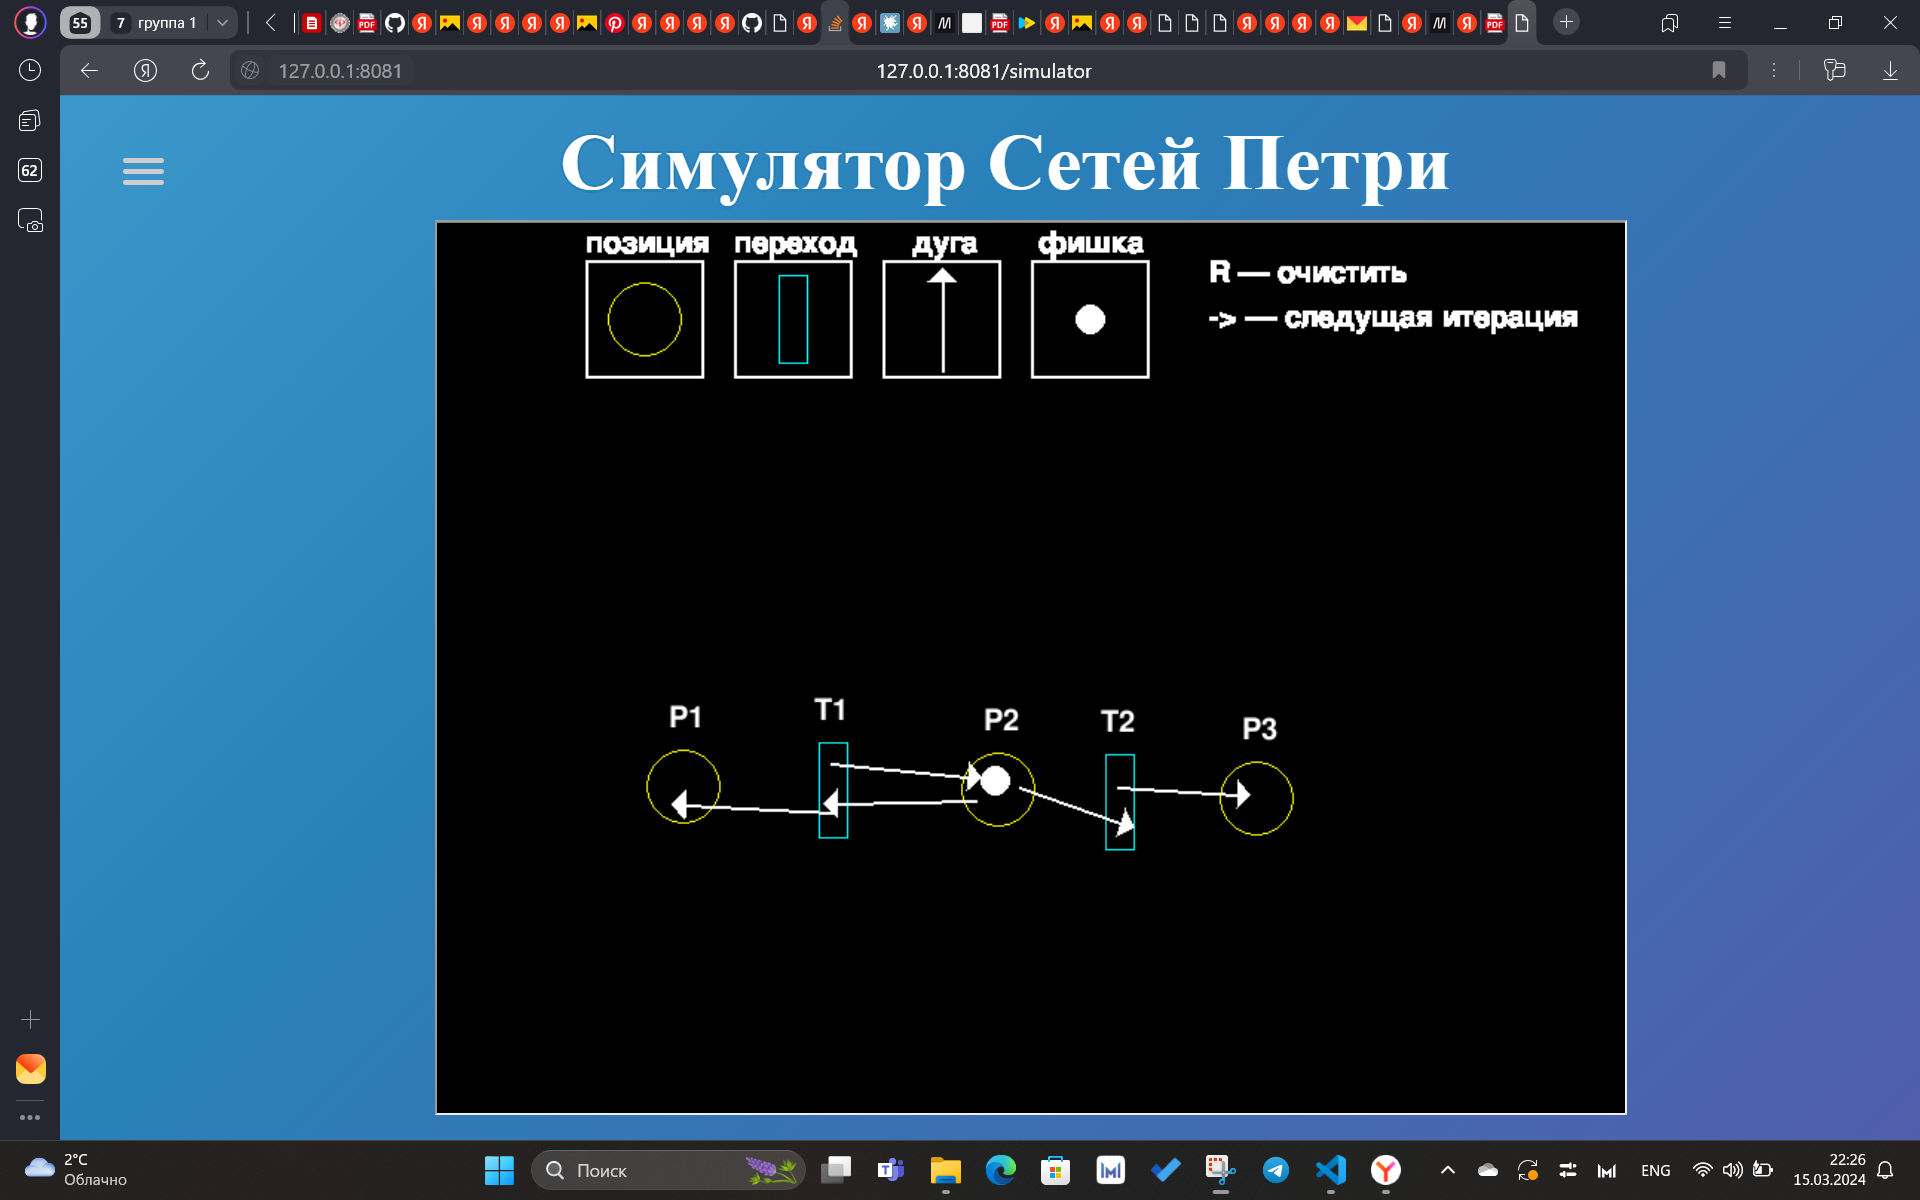 55
7 группа 1
127.0.0.1:8081
127.0.0.1:8081/simulator
62
Симулятор Сетей Петри
позиция переход дуга фишка
R — очистить
-> — следущая итерация
P1 T1 P2 T2 P3
2°C
Облачно
Поиск
ENG
22:26
15.03.2024